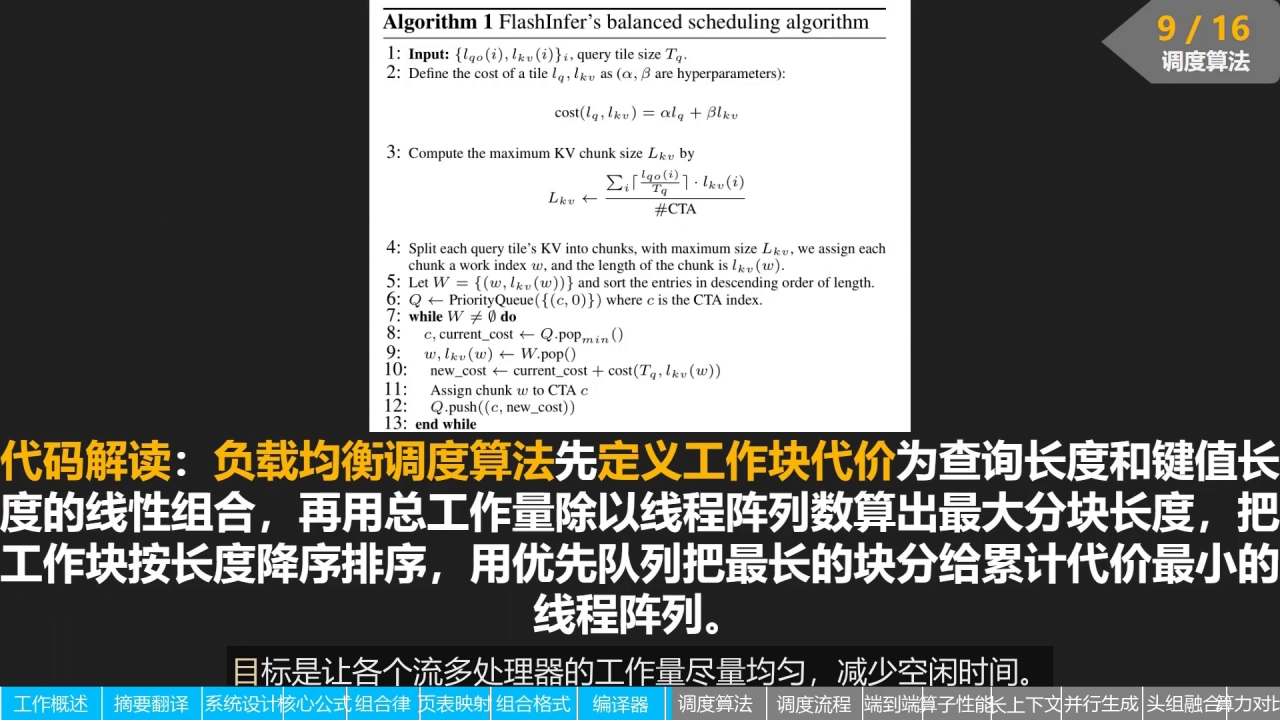 Algorithm 1 FlashInfer's balanced scheduling algorithm
1: Input: {l_qo(i), l_kv(i)}_i, query tile size T_q.
2: Define the cost of a tile l_q, l_kv as (α, β are hyperparameters):
cost(l_q, l_kv) = αl_q + βl_kv
3: Compute the maximum KV chunk size L_kv by
L_kv ← ∑_i⌈l_qo(i)/T_q⌉ · l_kv(i) / #CTA
4: Split each query tile's KV into chunks, with maximum size L_kv, we assign each
chunk a work index w, and the length of the chunk is l_kv(w).
5: Let W = {(w, l_kv(w))} and sort the entries in descending order of length.
6: Q ← PriorityQueue({(c, 0)}) where c is the CTA index.
7: while W ≠ ∅ do
8: c, current_cost ← Q.pop_min()
9: w, l_kv(w) ← W.pop()
10: new_cost ← current_cost + cost(T_q, l_kv(w))
11: Assign chunk w to CTA c
12: Q.push((c, new_cost))
13: end while
9 / 16
调度算法
代码解读：负载均衡调度算法先定义工作块代价为查询长度和键值长
度的线性组合，再用总工作量除以线程阵列数算出最大分块长度，把
工作块按长度降序排序，用优先队列把最长的块分给累计代价最小的
线程阵列。
目标是让各个流多处理器的工作量尽量均匀，减少空闲时间。
工作概述 摘要翻译 系统设计 核心公式 组合律 页表映射 组合格式 编译器 调度算法 调度流程 端到端 算子性能 长上下文 并行生成 头组融合 算力对比